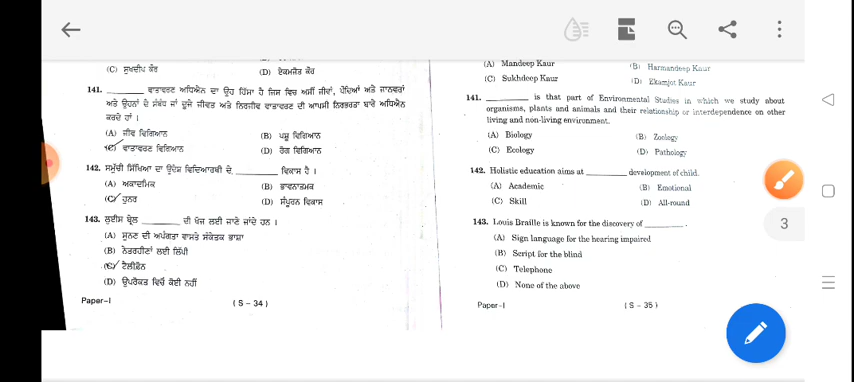 (C) ਸੁਖਦੀਪ ਕੌਰ
(D) ਏਕਮਜੋਤ ਕੌਰ
141. ________ ਵਾਤਾਵਰਣ ਅਧਿਐਨ ਦਾ ਉਹ ਹਿੱਸਾ ਹੈ ਜਿਸ ਵਿਚ ਅਸੀਂ ਜੀਵਾਂ, ਪੌਦਿਆਂ ਅਤੇ ਜਾਨਵਰਾਂ
ਅਤੇ ਉਹਨਾਂ ਦੇ ਸੰਬੰਧ ਜਾਂ ਦੂਜੇ ਜੀਵਤ ਅਤੇ ਨਿਰਜੀਵ ਵਾਤਾਵਰਣ ਦੀ ਆਪਸੀ ਨਿਰਭਰਤਾ ਬਾਰੇ ਅਧਿਐਨ
ਕਰਦੇ ਹਾਂ ।
(A) ਜੀਵ ਵਿਗਿਆਨ
(B) ਪਸ਼ੂ ਵਿਗਿਆਨ
(C) ਵਾਤਾਵਰਣ ਵਿਗਿਆਨ
(D) ਰੋਗ ਵਿਗਿਆਨ
142. ਸਮੁੱਚੀ ਸਿੱਖਿਆ ਦਾ ਉਦੇਸ਼ ਵਿਦਿਆਰਥੀ ਦੇ ________ ਵਿਕਾਸ ਹੈ ।
(A) ਅਕਾਦਮਿਕ
(B) ਭਾਵਨਾਤਮਕ
(C) ਹੁਨਰ
(D) ਸੰਪੂਰਨ ਵਿਕਾਸ
143. ਲੁਈਸ ਬ੍ਰੇਲ ________ ਦੀ ਖੋਜ ਲਈ ਜਾਣੇ ਜਾਂਦੇ ਹਨ ।
(A) ਸੁਨਣ ਦੀ ਅਪੰਗਤਾ ਵਾਸਤੇ ਸੰਕੇਤਕ ਭਾਸ਼ਾ
(B) ਨੇਤਰਹੀਣਾਂ ਲਈ ਲਿੱਪੀ
(C) ਟੈਲੀਫ਼ੋਨ
(D) ਉਪਰੋਕਤ ਵਿਚੋਂ ਕੋਈ ਨਹੀਂ
Paper-I
( S – 34 )
(A) Mandeep Kaur
(B) Harmandeep Kaur
(C) Sukhdeep Kaur
(D) Ekamjot Kaur
141. ________ is that part of Environmental Studies in which we study about
organisms, plants and animals and their relationship or interdependence on other
living and non-living environment.
(A) Biology
(B) Zoology
(C) Ecology
(D) Pathology
142. Holistic education aims at ________ development of child.
(A) Academic
(B) Emotional
(C) Skill
(D) All-round
143. Louis Braille is known for the discovery of ________.
(A) Sign language for the hearing impaired
(B) Script for the blind
(C) Telephone
(D) None of the above
Paper-I
( S – 35 )
3